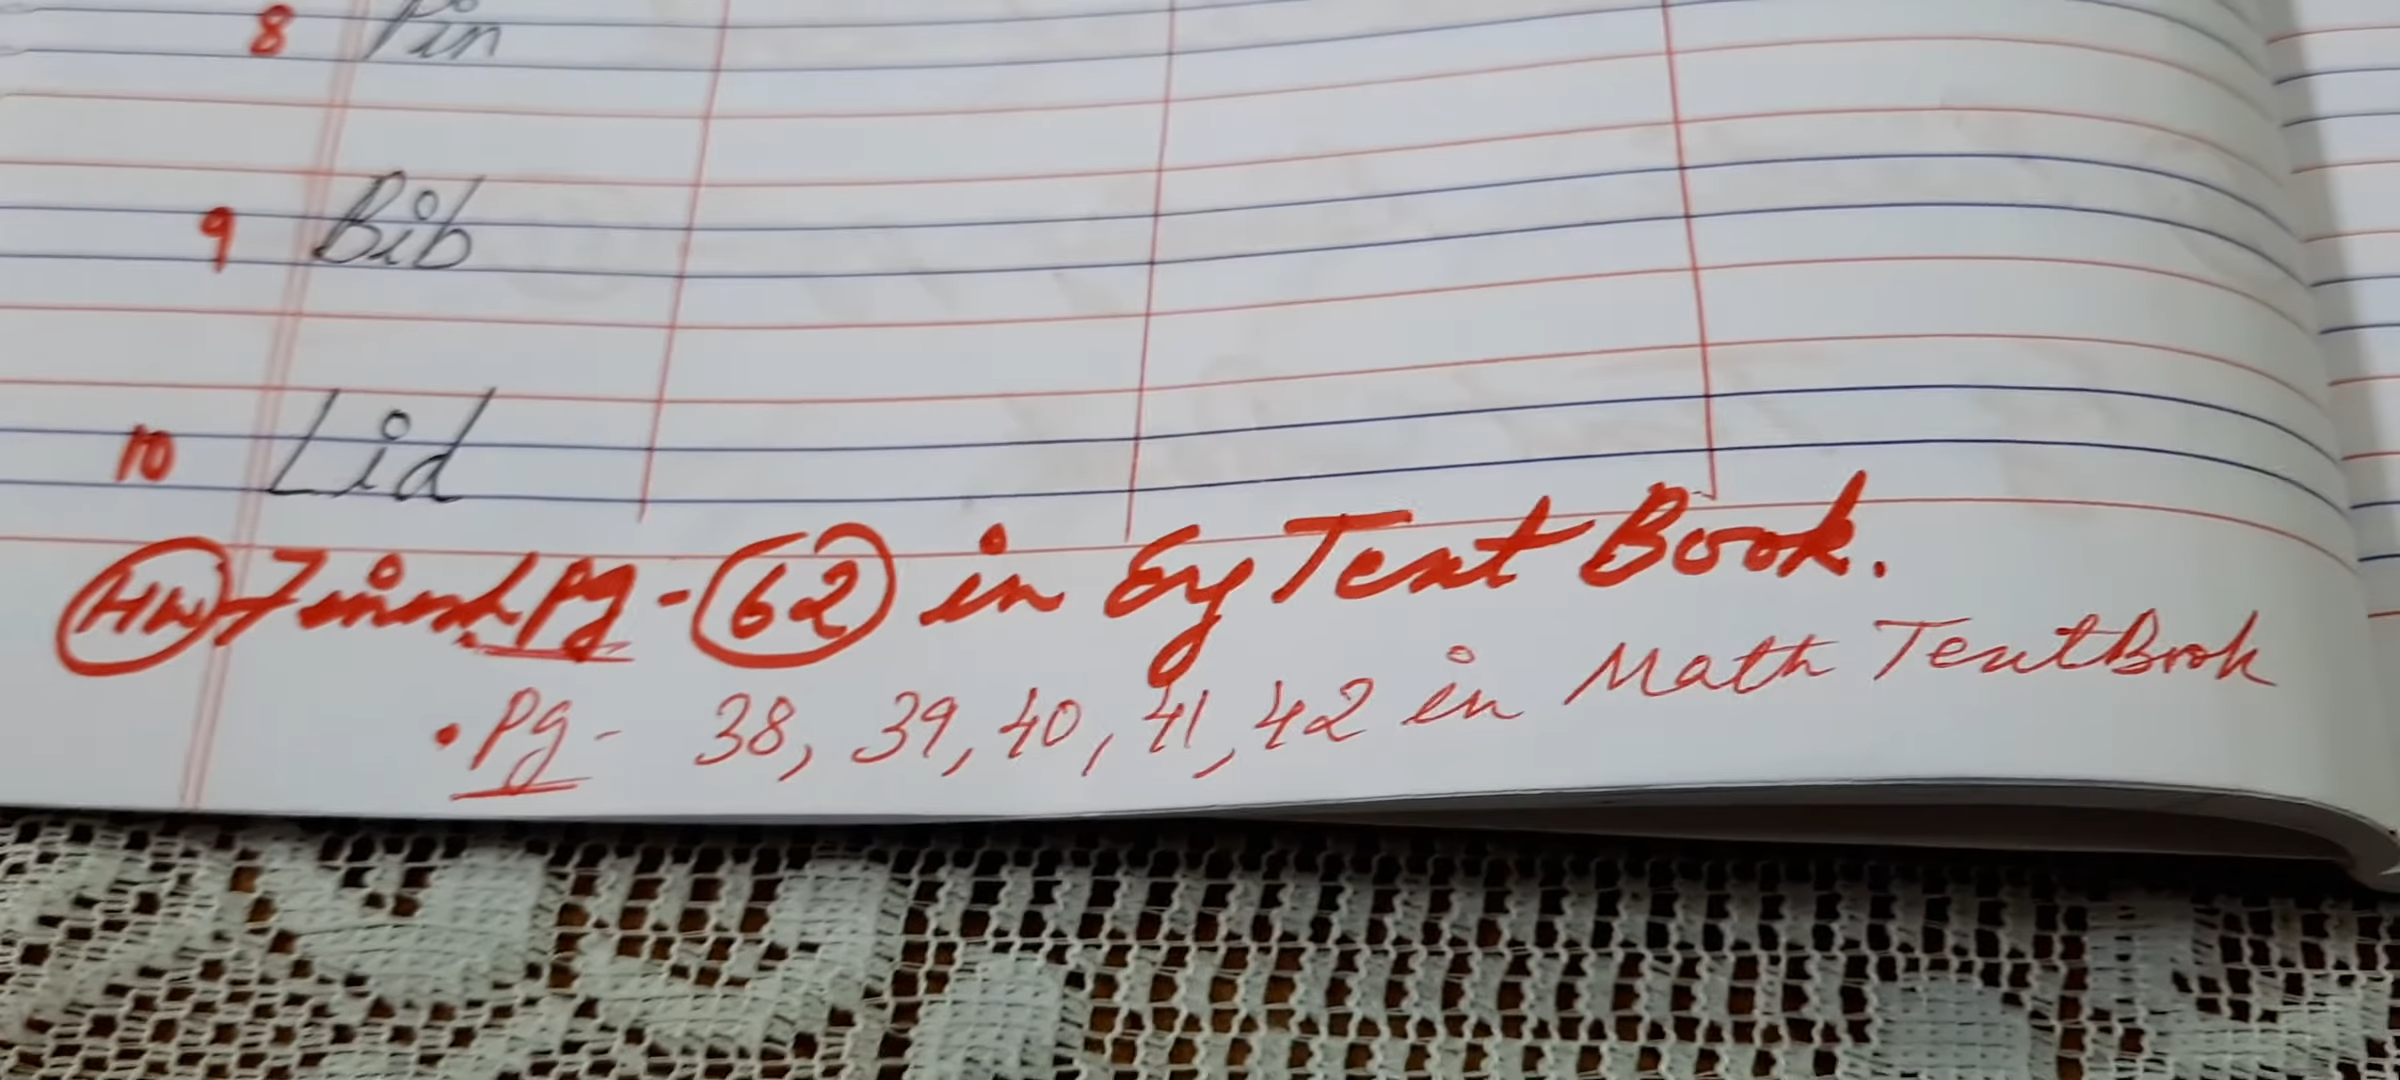 8 Pin
9 Bib
10 Lid
HW Finish pg - 62 in Eng Text Book.
• Pg - 38, 39, 40, 41, 42 in Math TextBook